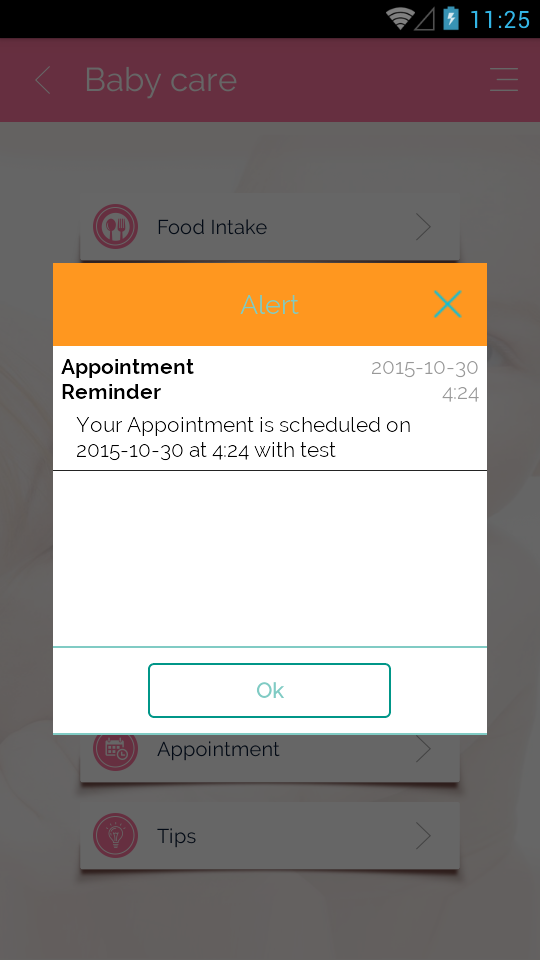 11:25
Baby care
Food Intake
Alert
Appointment 2015-10-30
Reminder 4:24
Your Appointment is scheduled on
2015-10-30 at 4:24 with test
Ok
Appointment
Tips